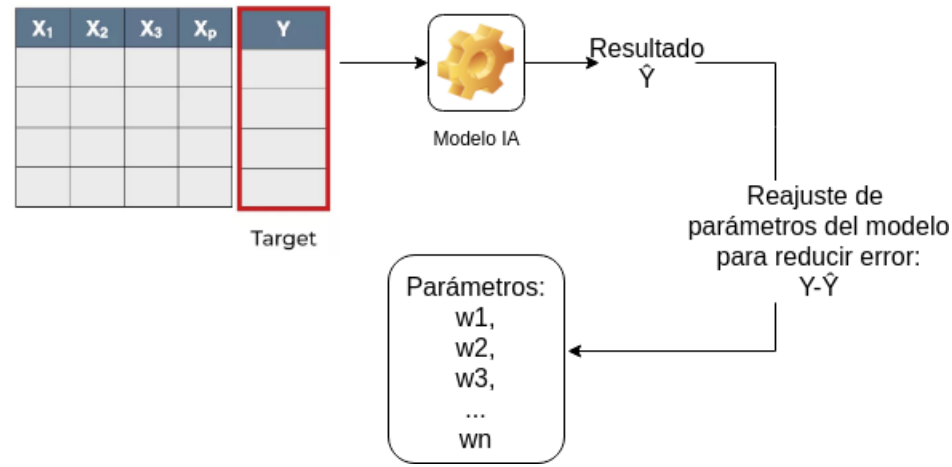 X₁ X₂ X₃ Xₚ Y
Target
Modelo IA
Resultado
Ŷ
Reajuste de
parámetros del modelo
para reducir error:
Y-Ŷ
Parámetros:
w1,
w2,
w3,
...
wn